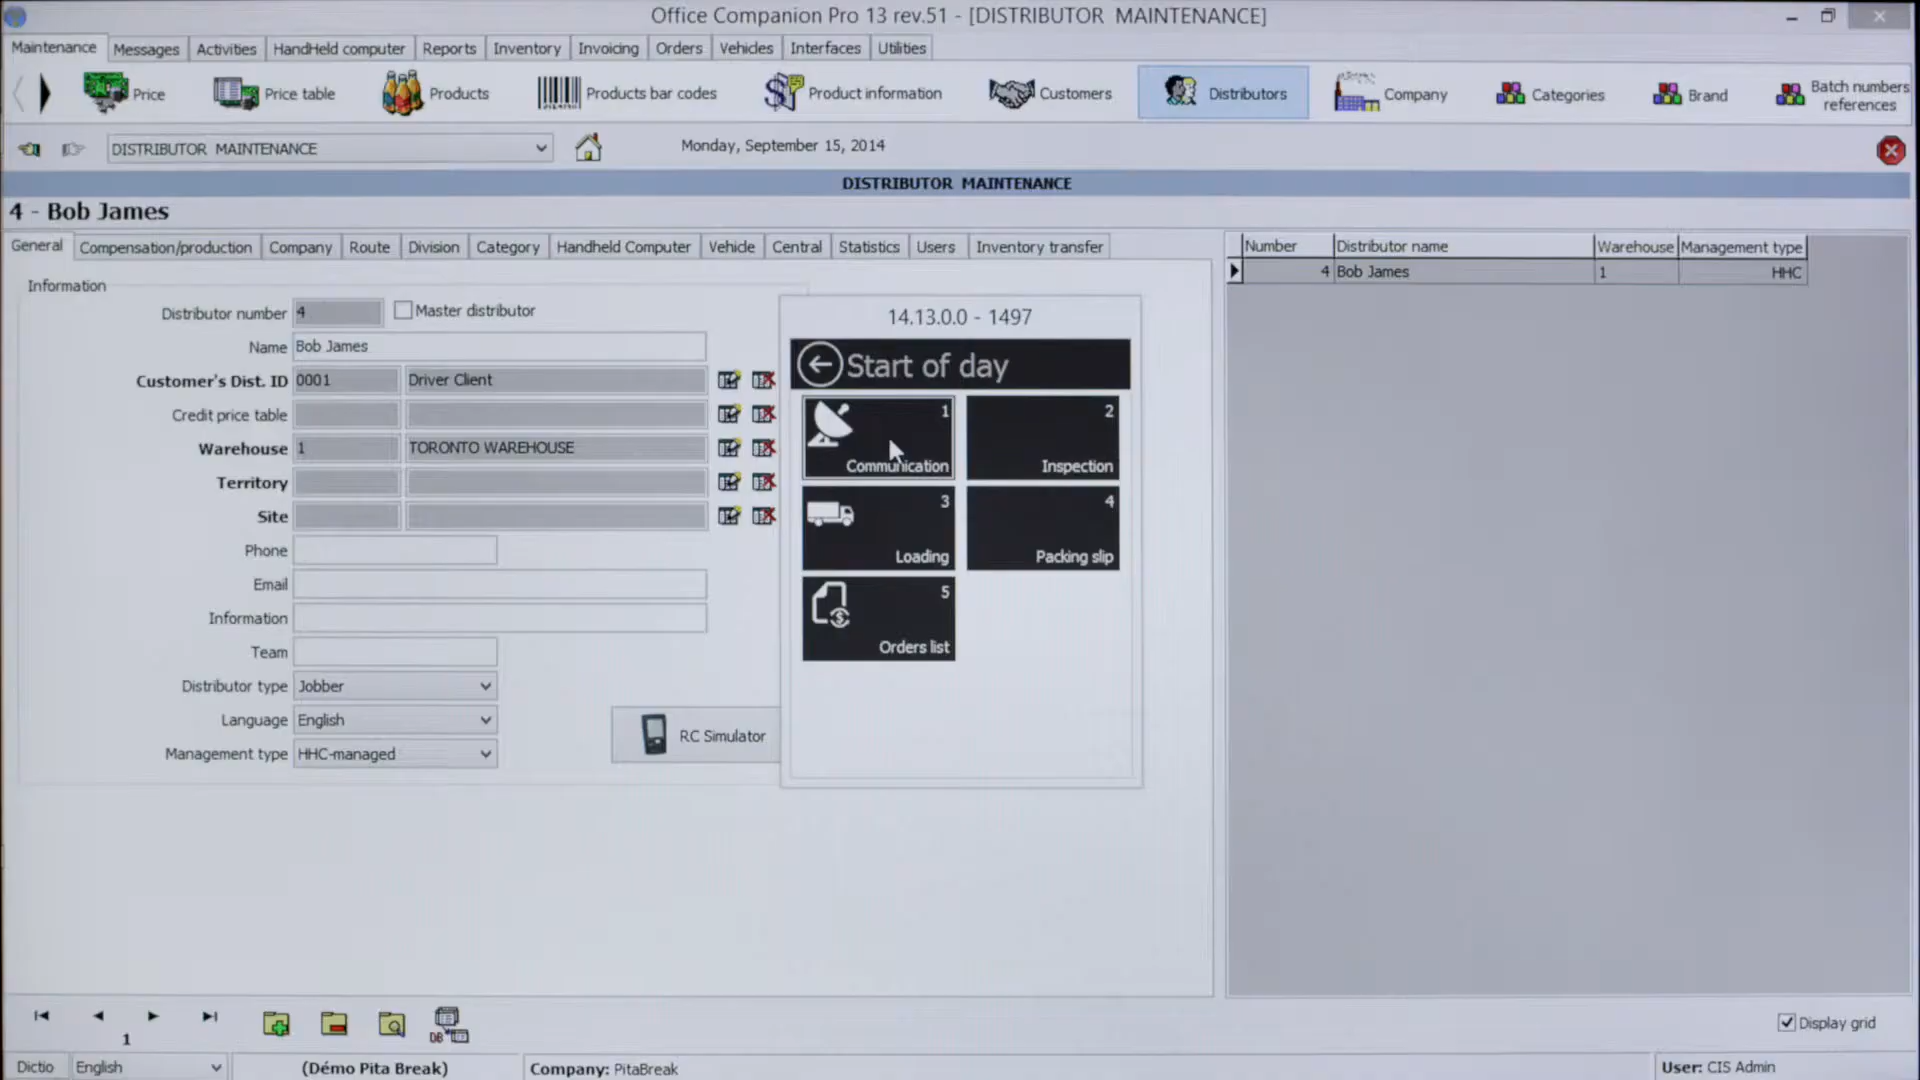 Office Companion Pro 13 rev.51 - [DISTRIBUTOR MAINTENANCE]
Maintenance Messages Activities HandHeld computer Reports Inventory Invoicing Orders Vehicles Interfaces Utilities
Price Price table Products Products bar codes Product information Customers Distributors Company Categories Brand Batch numbers references
DISTRIBUTOR MAINTENANCE Monday, September 15, 2014
DISTRIBUTOR MAINTENANCE
4 - Bob James
General Compensation/production Company Route Division Category Handheld Computer Vehicle Central Statistics Users Inventory transfer
Number Distributor name Warehouse Management type
4 Bob James 1 HHC
Information
Distributor number 4 Master distributor
Name Bob James
Customer's Dist. ID 0001 Driver Client
Credit price table
Warehouse 1 TORONTO WAREHOUSE
Territory
Site
Phone
Email
Information
Team
Distributor type Jobber
Language English
Management type HHC-managed
RC Simulator
14.13.0.0 - 1497
Start of day
1 Communication
2 Inspection
3 Loading
4 Packing slip
5 Orders list
1
DB
Display grid
Dictio English (Démo Pita Break) Company: PitaBreak User: CIS Admin